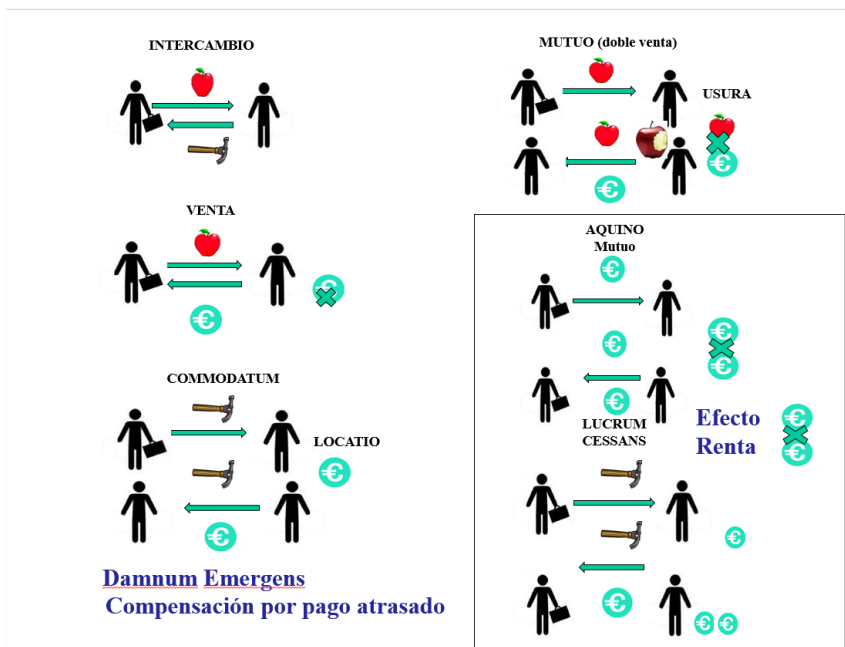 INTERCAMBIO
VENTA
COMMODATUM
LOCATIO
Damnum Emergens
Compensación por pago atrasado
MUTUO (doble venta)
USURA
AQUINO
Mutuo
LUCRUM
CESSANS
Efecto
Renta